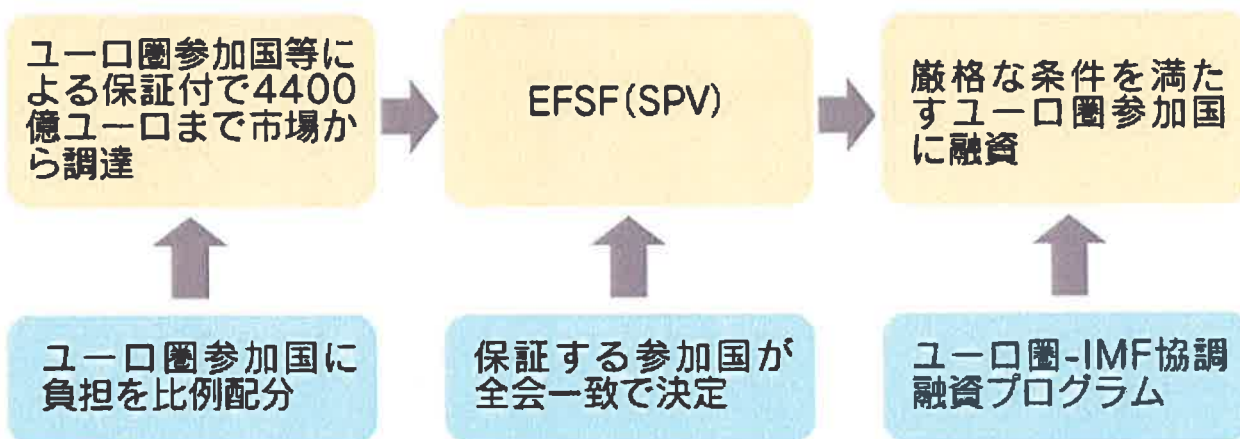 ユーロ圏参加国等に
よる保証付で4400
億ユーロまで市場か
ら調達
EFSF(SPV)
厳格な条件を満た
すユーロ圏参加国
に融資
ユーロ圏参加国に
負担を比例配分
保証する参加国が
全会一致で決定
ユーロ圏-IMF協調
融資プログラム